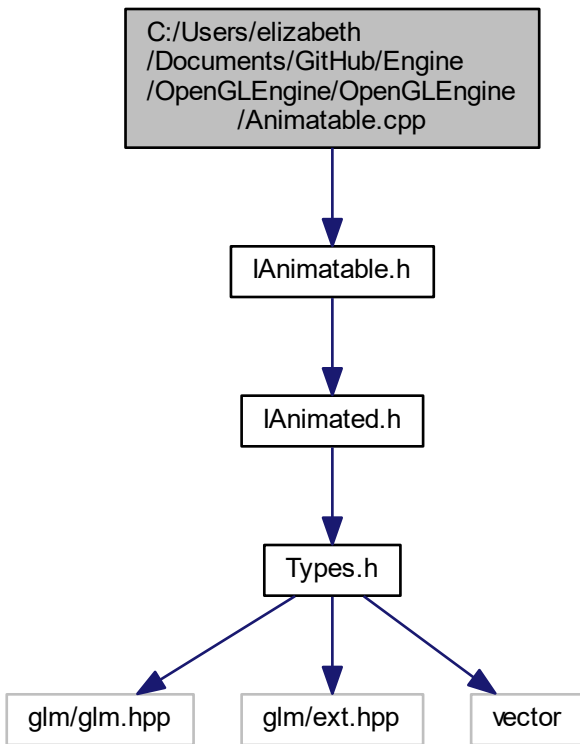 C:/Users/elizabeth
/Documents/GitHub/Engine
/OpenGLEngine/OpenGLEngine
/Animatable.cpp
IAnimatable.h
IAnimated.h
Types.h
glm/glm.hpp
glm/ext.hpp
vector